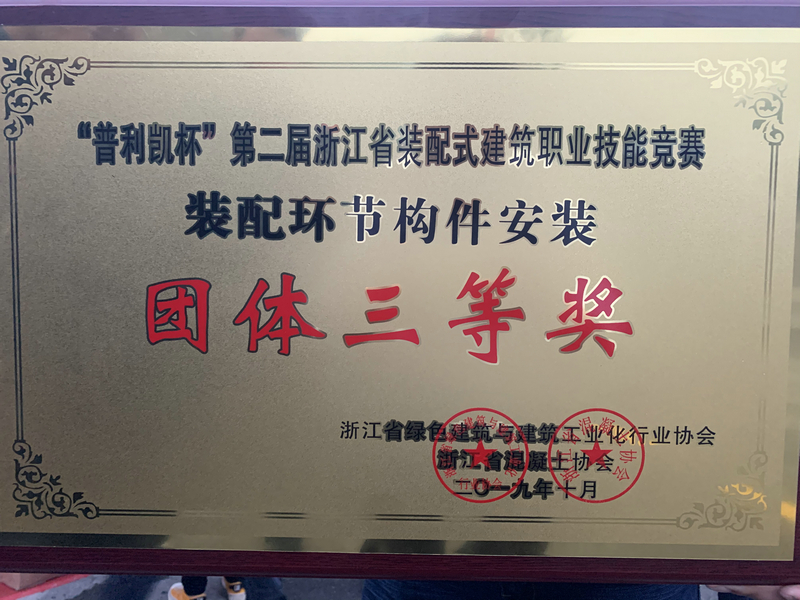 “普利凯杯”第二届浙江省装配式建筑职业技能竞赛
装配环节构件安装
团体三等奖
浙江省绿色建筑与建筑工业化行业协会
浙江省混凝土协会
二〇一九年十月